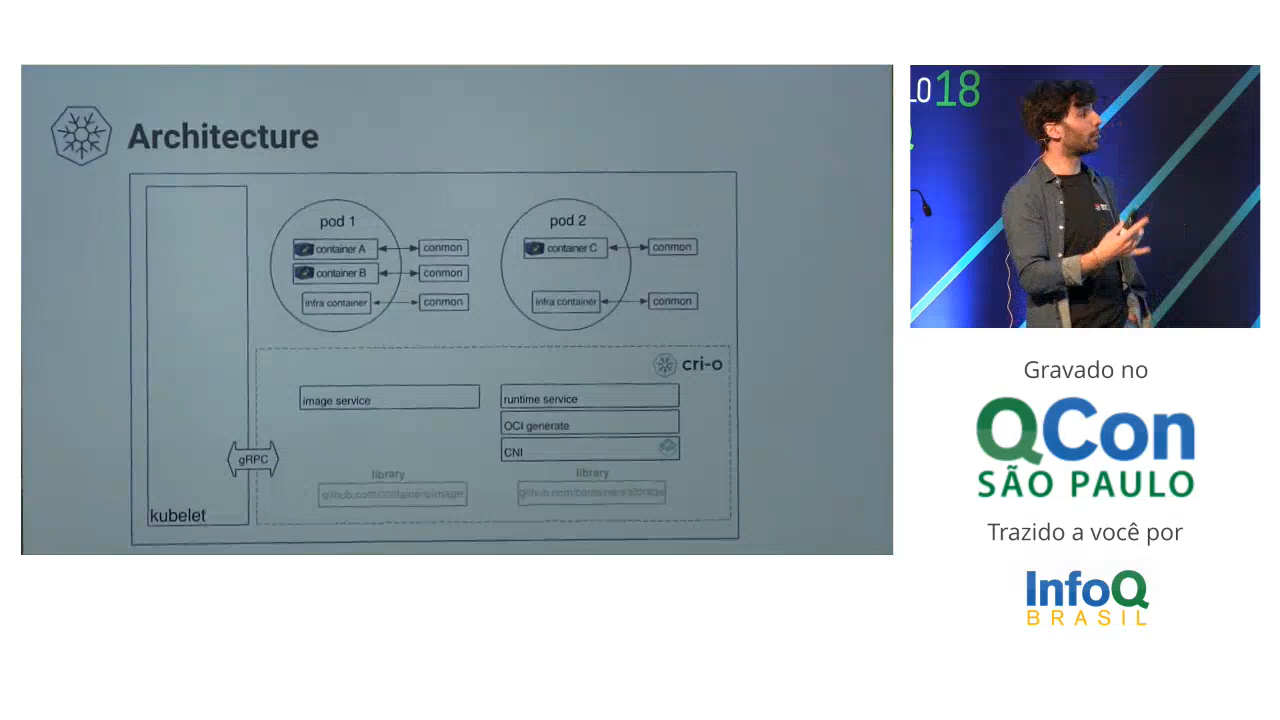 Architecture
pod 1
container A
conmon
container B
conmon
infra container
conmon
pod 2
container C
conmon
infra container
conmon
cri-o
image service
runtime service
OCI generate
CNI
gRPC
library
github.com/containers/image
library
github.com/containers/storage
kubelet
LO 18
Gravado no
QCon
SÃO PAULO
Trazido a você por
InfoQ
BRASIL